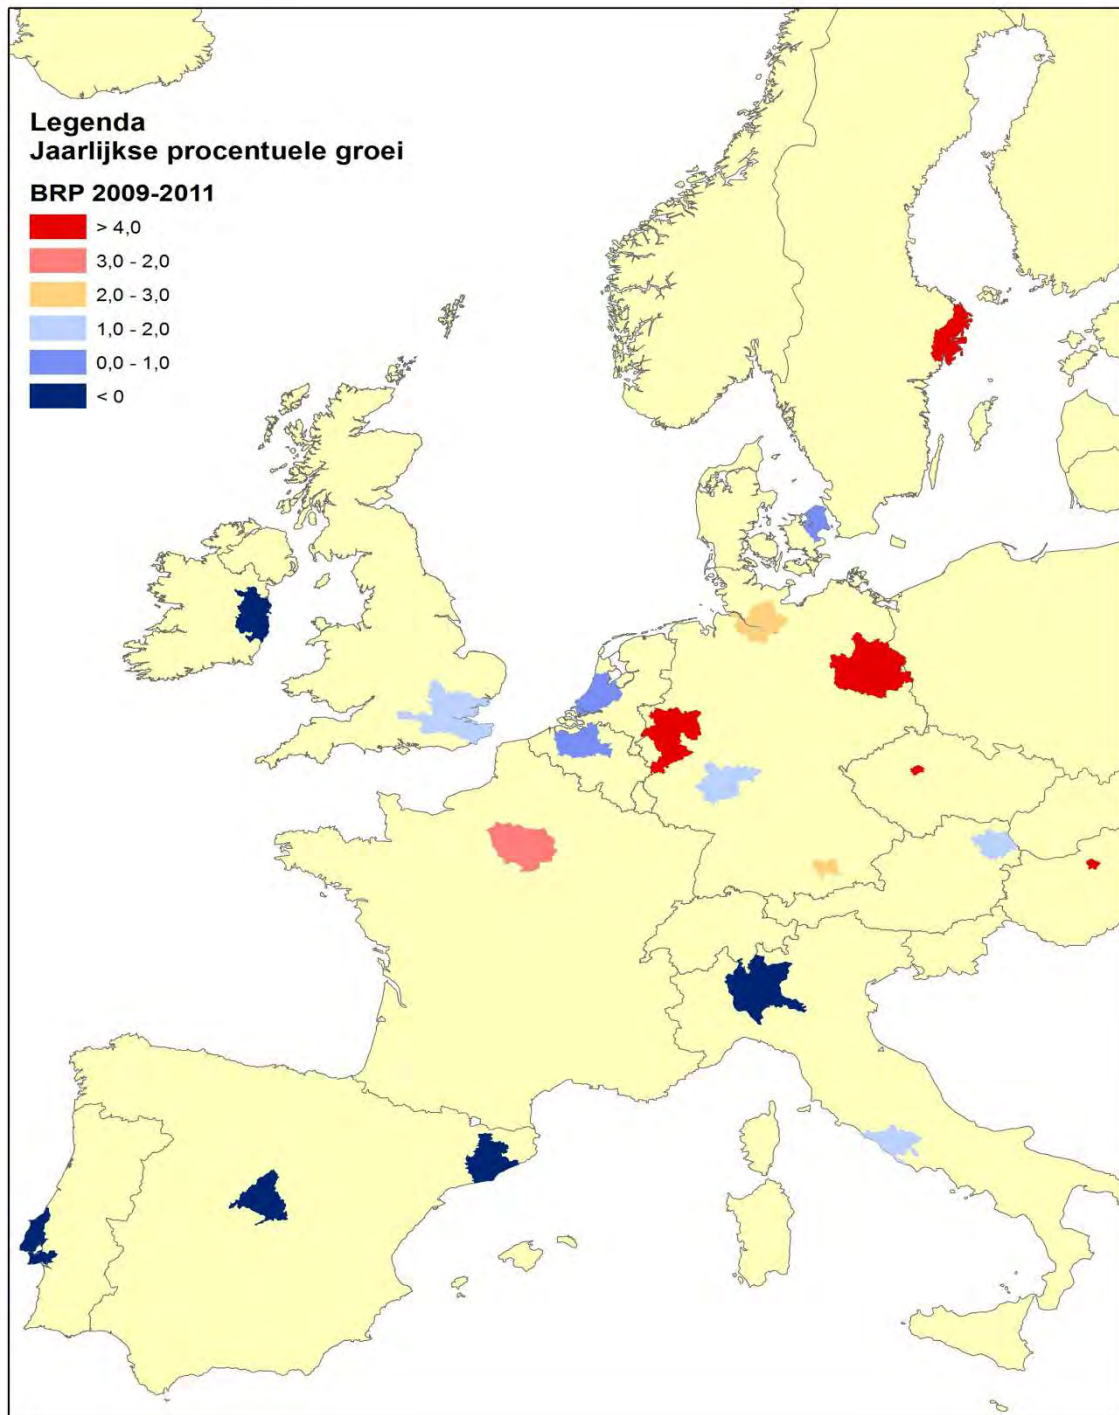 Legenda
Jaarlijkse procentuele groei
BRP 2009-2011
> 4,0
3,0 - 2,0
2,0 - 3,0
1,0 - 2,0
0,0 - 1,0
< 0